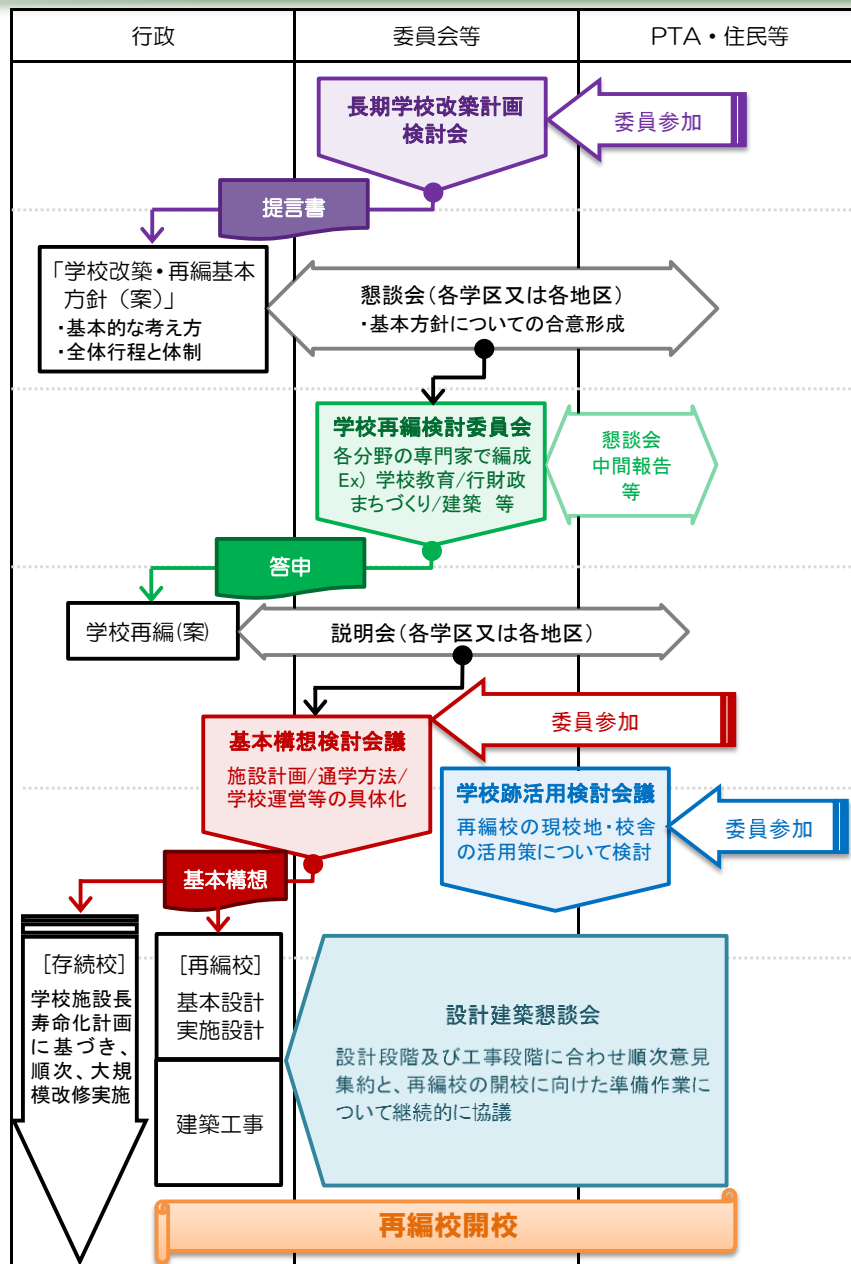 行政
委員会等
PTA・住民等
長期学校改築計画
検討会
委員参加
提言書
「学校改築・再編基本
方針（案）」
・基本的な考え方
・全体行程と体制
懇談会（各学区又は各地区）
・基本方針についての合意形成
学校再編検討委員会
各分野の専門家で編成
Ex）学校教育/行財政
まちづくり/建築 等
懇談会
中間報告
等
答申
学校再編(案)
説明会（各学区又は各地区）
基本構想検討会議
施設計画/通学方法/
学校運営等の具体化
委員参加
学校跡活用検討会議
再編校の現校地・校舎
の活用策について検討
委員参加
基本構想
［存続校］
学校施設長
寿命化計画
に基づき、
順次、大規
模改修実施
［再編校］
基本設計
実施設計
建築工事
設計建築懇談会
設計段階及び工事段階に合わせ順次意見
集約と、再編校の開校に向けた準備作業に
ついて継続的に協議
再編校開校